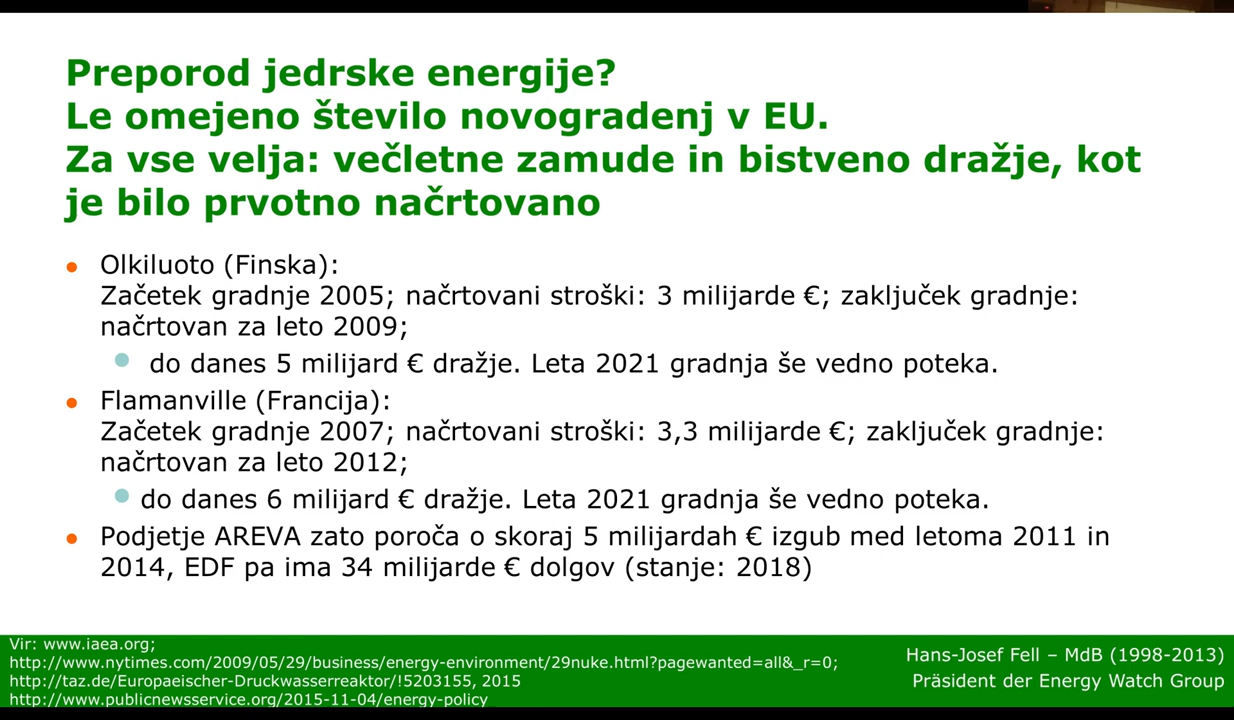 Preporod jedrske energije?
Le omejeno število novogradenj v EU.
Za vse velja: večletne zamude in bistveno dražje, kot
je bilo prvotno načrtovano
• Olkiluoto (Finska):
Začetek gradnje 2005; načrtovani stroški: 3 milijarde €; zaključek gradnje:
načrtovan za leto 2009;
• do danes 5 milijard € dražje. Leta 2021 gradnja še vedno poteka.
• Flamanville (Francija):
Začetek gradnje 2007; načrtovani stroški: 3,3 milijarde €; zaključek gradnje:
načrtovan za leto 2012;
• do danes 6 milijard € dražje. Leta 2021 gradnja še vedno poteka.
• Podjetje AREVA zato poroča o skoraj 5 milijardah € izgub med letoma 2011 in
2014, EDF pa ima 34 milijarde € dolgov (stanje: 2018)
Vir: www.iaea.org;
http://www.nytimes.com/2009/05/29/business/energy-environment/29nuke.html?pagewanted=all&_r=0;
http://taz.de/Europaeischer-Druckwasserreaktor/!5203155, 2015
http://www.publicnewsservice.org/2015-11-04/energy-policy
Hans-Josef Fell – MdB (1998-2013)
Präsident der Energy Watch Group